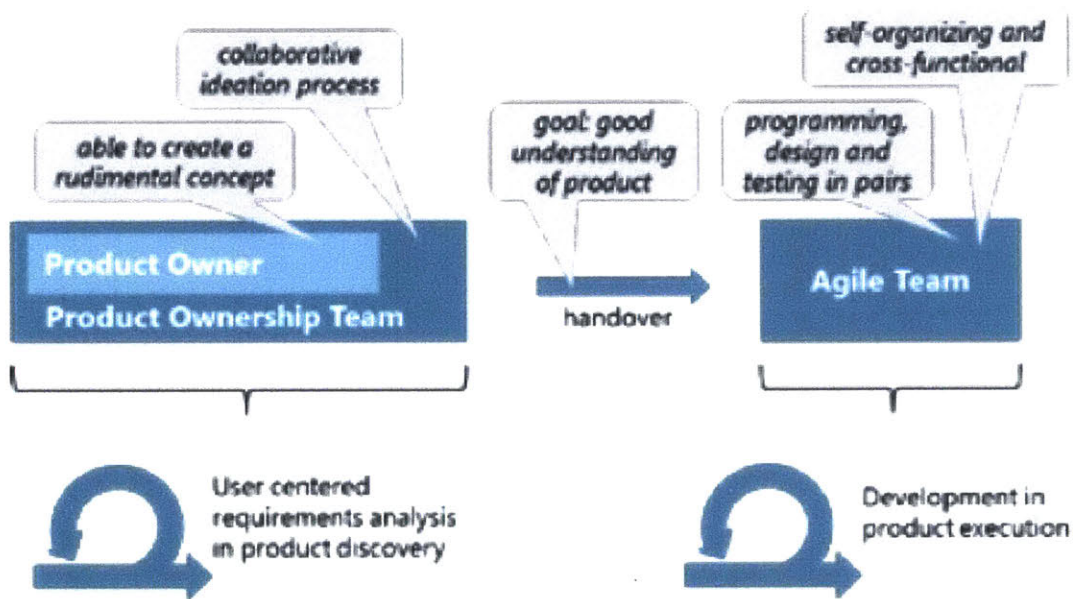 collaborative
ideation process
self-organizing and
cross-functional
able to create a
rudimental concept
goal: good
understanding
of product
programming,
design and
testing in pairs
Product Owner
Product Ownership Team
handover
Agile Team
User centered
requirements analysis
in product discovery
Development in
product execution